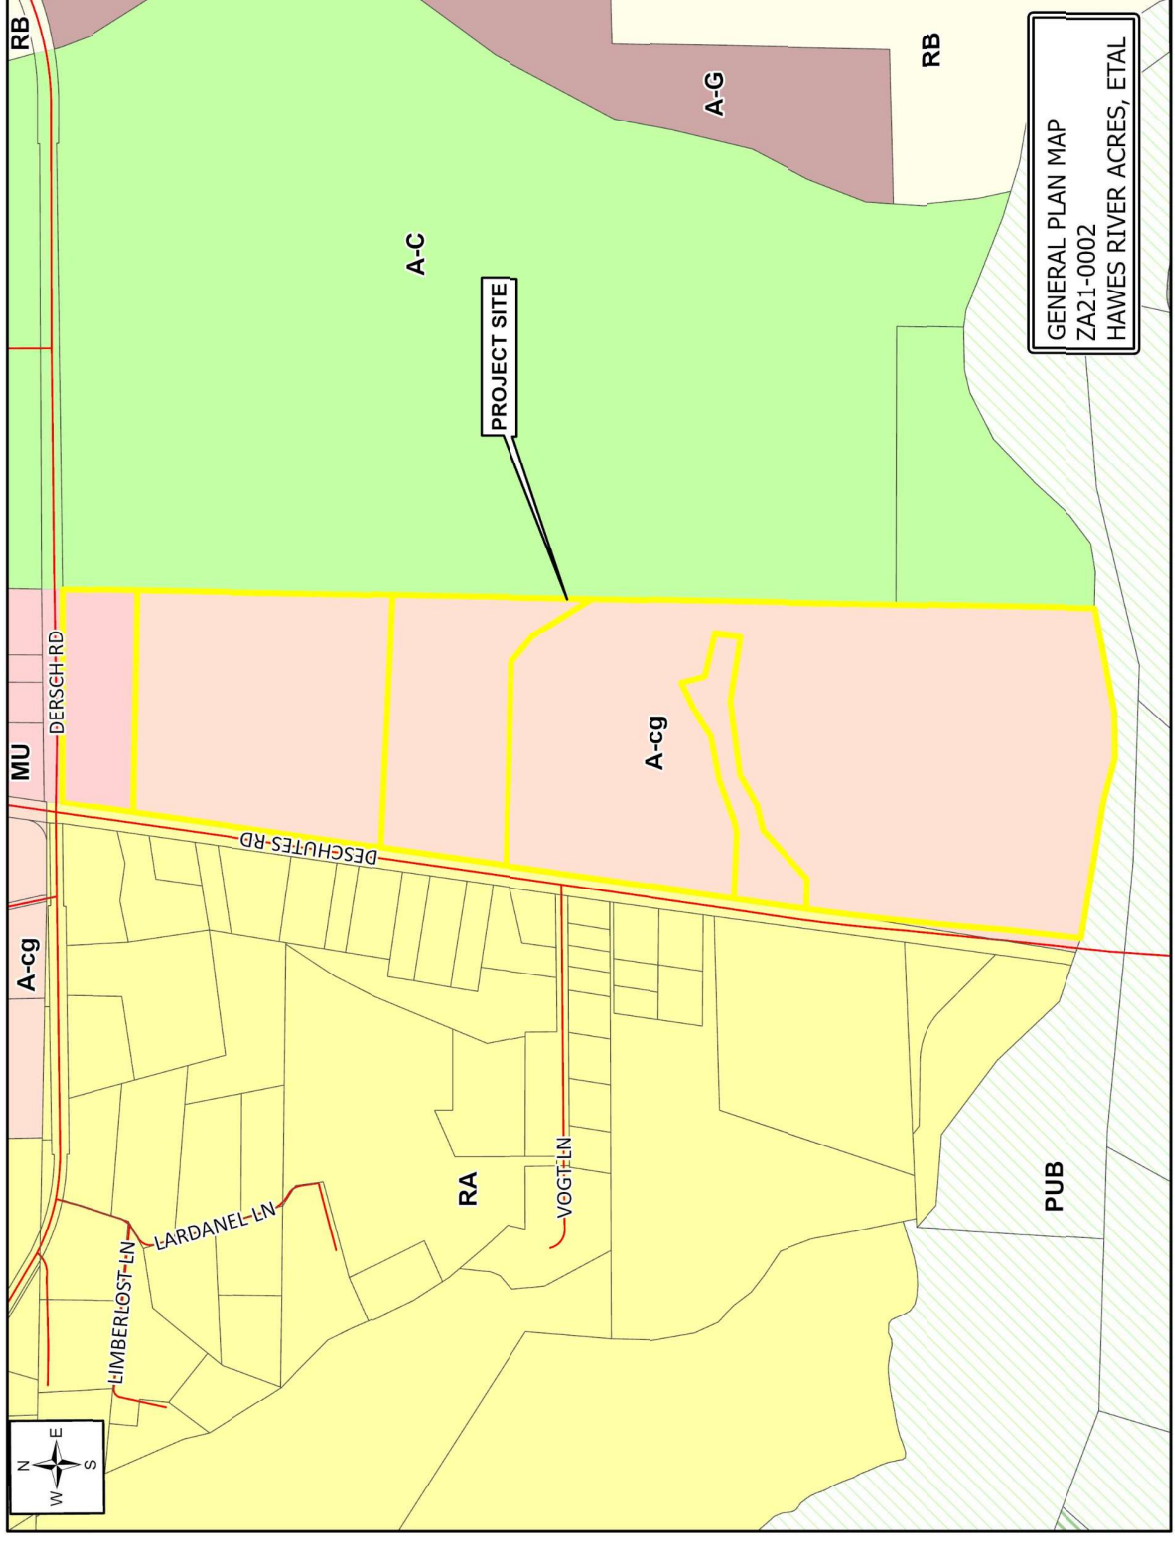 RB
MU
A-cg
DERSCH RD
A-C
A-G
RB
PROJECT SITE
A-cg
DESCHUTES RD
LARDANEL LN
LIMBERLOST LN
RA
VOGT LN
PUB
N
W
E
S
GENERAL PLAN MAP
ZA21-0002
HAWES RIVER ACRES, ETAL